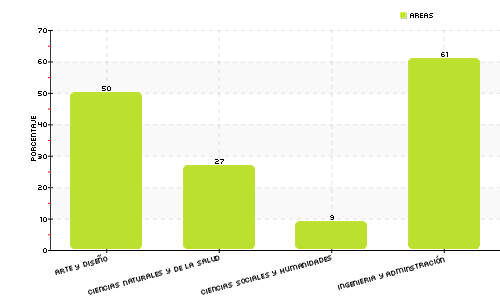 AREAS
70
60
50
40
30
20
10
0
PORCENTAJE
50
27
9
61
ARTE Y DISEÑO
CIENCIAS NATURALES Y DE LA SALUD
CIENCIAS SOCIALES Y HUMANIDADES
INGENIERIA Y ADMINSTRACIÓN